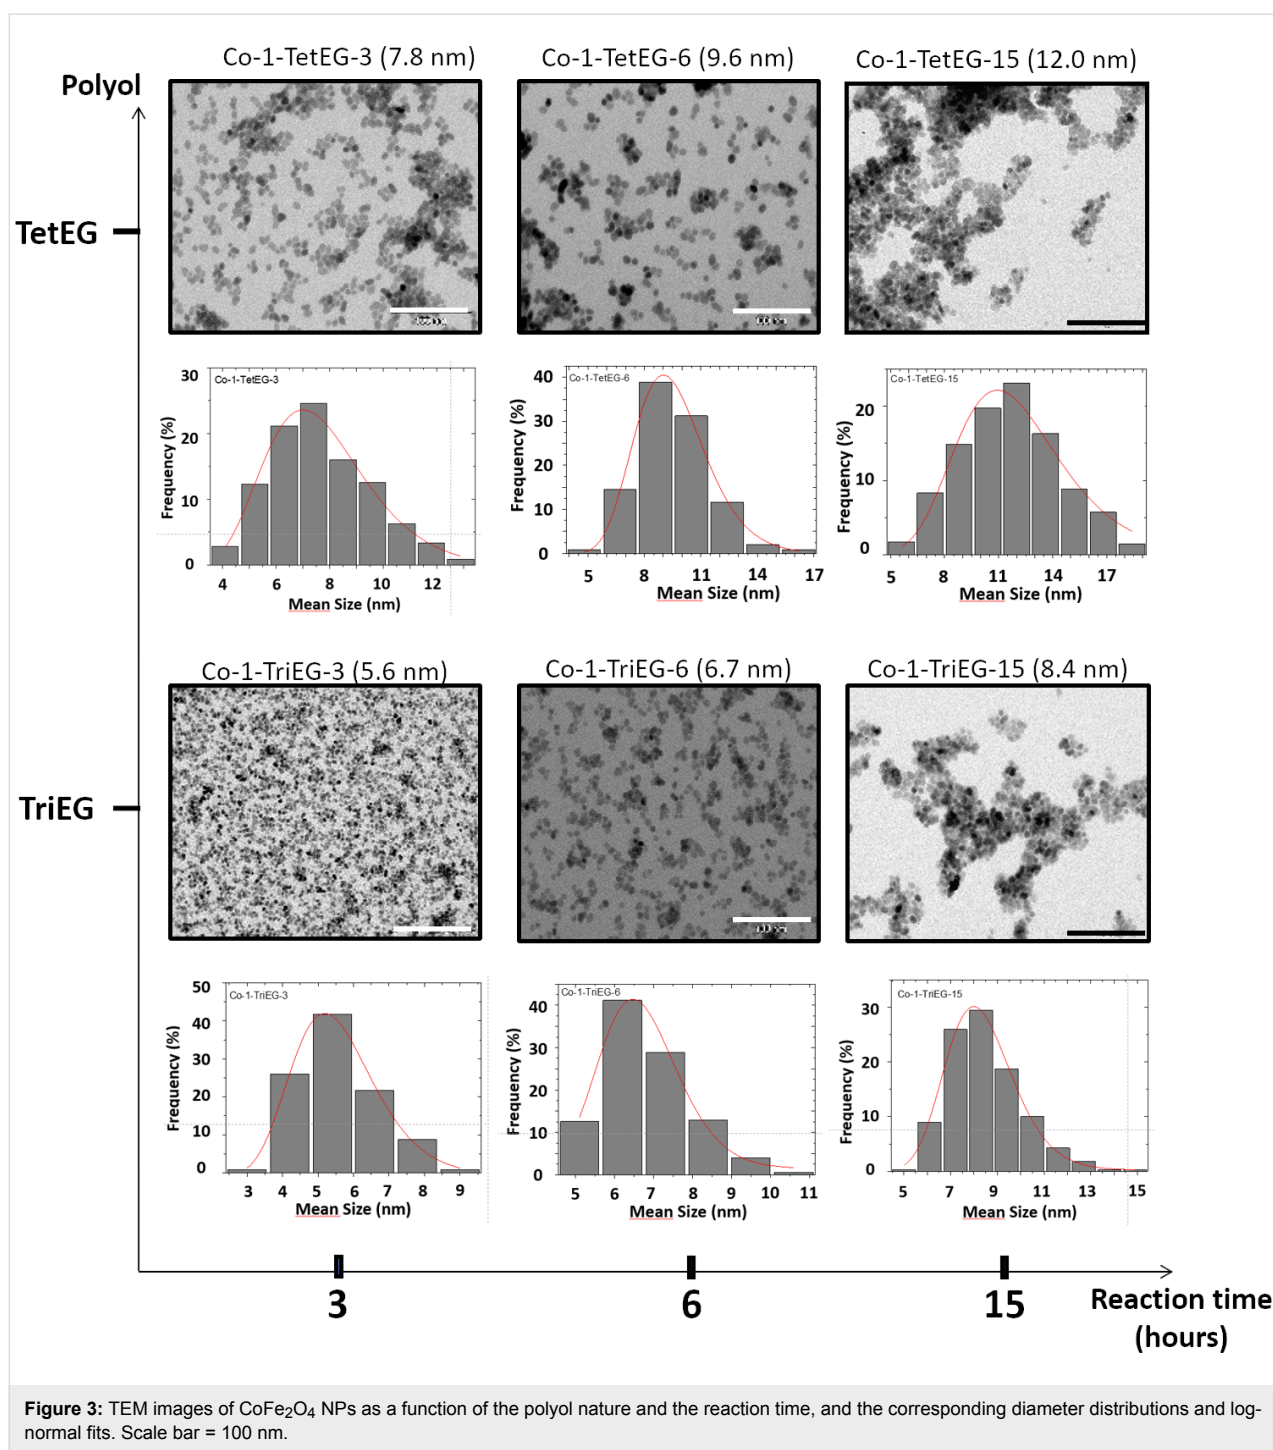 Co-1-TetEG-3 (7.8 nm)
Co-1-TetEG-6 (9.6 nm)
Co-1-TetEG-15 (12.0 nm)
Polyol
TetEG
100 nm
Co-1-TetEG-3
30
20
10
0
Frequency (%)
4 6 8 10 12
Mean Size (nm)
Co-1-TetEG-6
40
30
20
10
0
Frequency (%)
5 8 11 14 17
Mean Size (nm)
Co-1-TetEG-15
20
10
0
Frequency (%)
5 8 11 14 17
Mean Size (nm)
Co-1-TriEG-3 (5.6 nm)
Co-1-TriEG-6 (6.7 nm)
Co-1-TriEG-15 (8.4 nm)
TriEG
100 nm
Co-1-TriEG-3
50
40
30
20
10
0
Frequency (%)
3 4 5 6 7 8 9
Mean Size (nm)
Co-1-TriEG-6
40
30
20
10
0
Frequency (%)
5 6 7 8 9 10 11
Mean Size (nm)
Co-1-TriEG-15
30
20
10
0
Frequency (%)
5 7 9 11 13 15
Mean Size (nm)
3
6
15
Reaction time
(hours)
Figure 3: TEM images of CoFe₂O₄ NPs as a function of the polyol nature and the reaction time, and the corresponding diameter distributions and log-
normal fits. Scale bar = 100 nm.